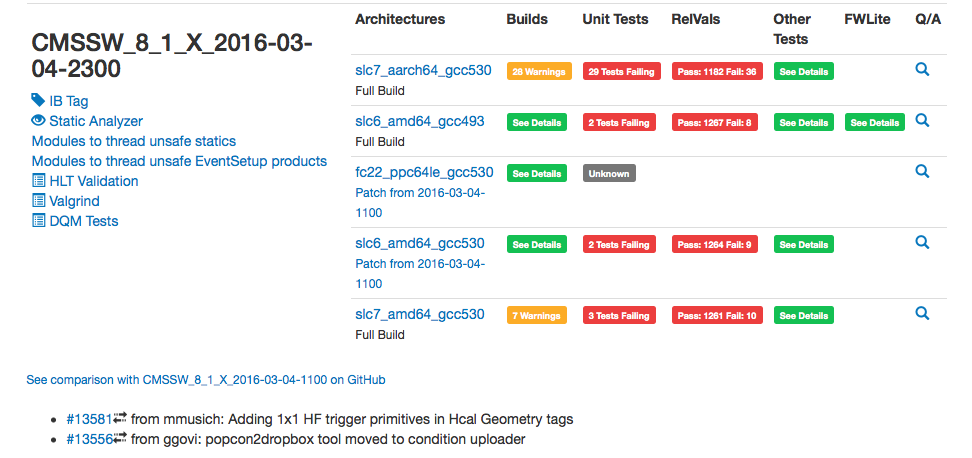 CMSSW_8_1_X_2016-03-
04-2300
IB Tag
Static Analyzer
Modules to thread unsafe statics
Modules to thread unsafe EventSetup products
HLT Validation
Valgrind
DQM Tests
Architectures Builds Unit Tests RelVals Other Tests FWLite Q/A
slc7_aarch64_gcc530 28 Warnings 29 Tests Failing Pass: 1182 Fail: 36 See Details
Full Build
slc6_amd64_gcc493 See Details 2 Tests Failing Pass: 1267 Fail: 8 See Details See Details
Full Build
fc22_ppc64le_gcc530 See Details Unknown
Patch from 2016-03-04-
1100
slc6_amd64_gcc530 See Details 2 Tests Failing Pass: 1264 Fail: 9 See Details
Patch from 2016-03-04-
1100
slc7_amd64_gcc530 7 Warnings 3 Tests Failing Pass: 1261 Fail: 10 See Details
Full Build
See comparison with CMSSW_8_1_X_2016-03-04-1100 on GitHub
#13581 from mmusich: Adding 1x1 HF trigger primitives in Hcal Geometry tags
#13556 from ggovi: popcon2dropbox tool moved to condition uploader